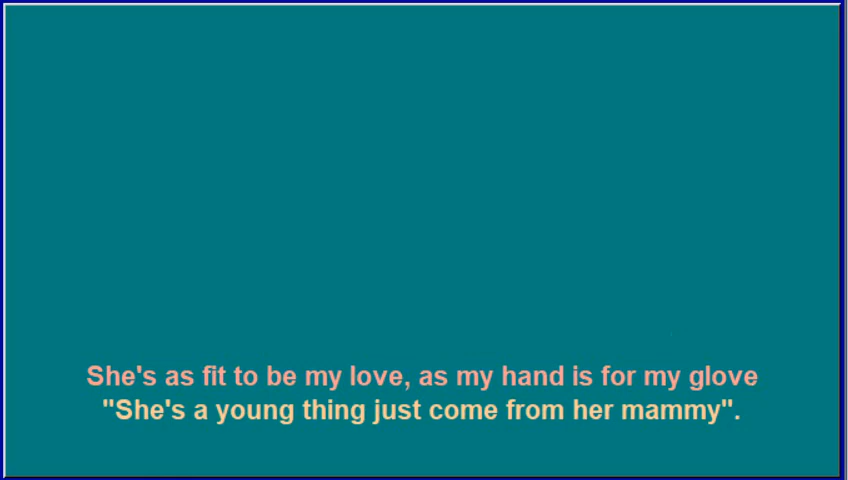 She's as fit to be my love, as my hand is for my glove
"She's a young thing just come from her mammy".